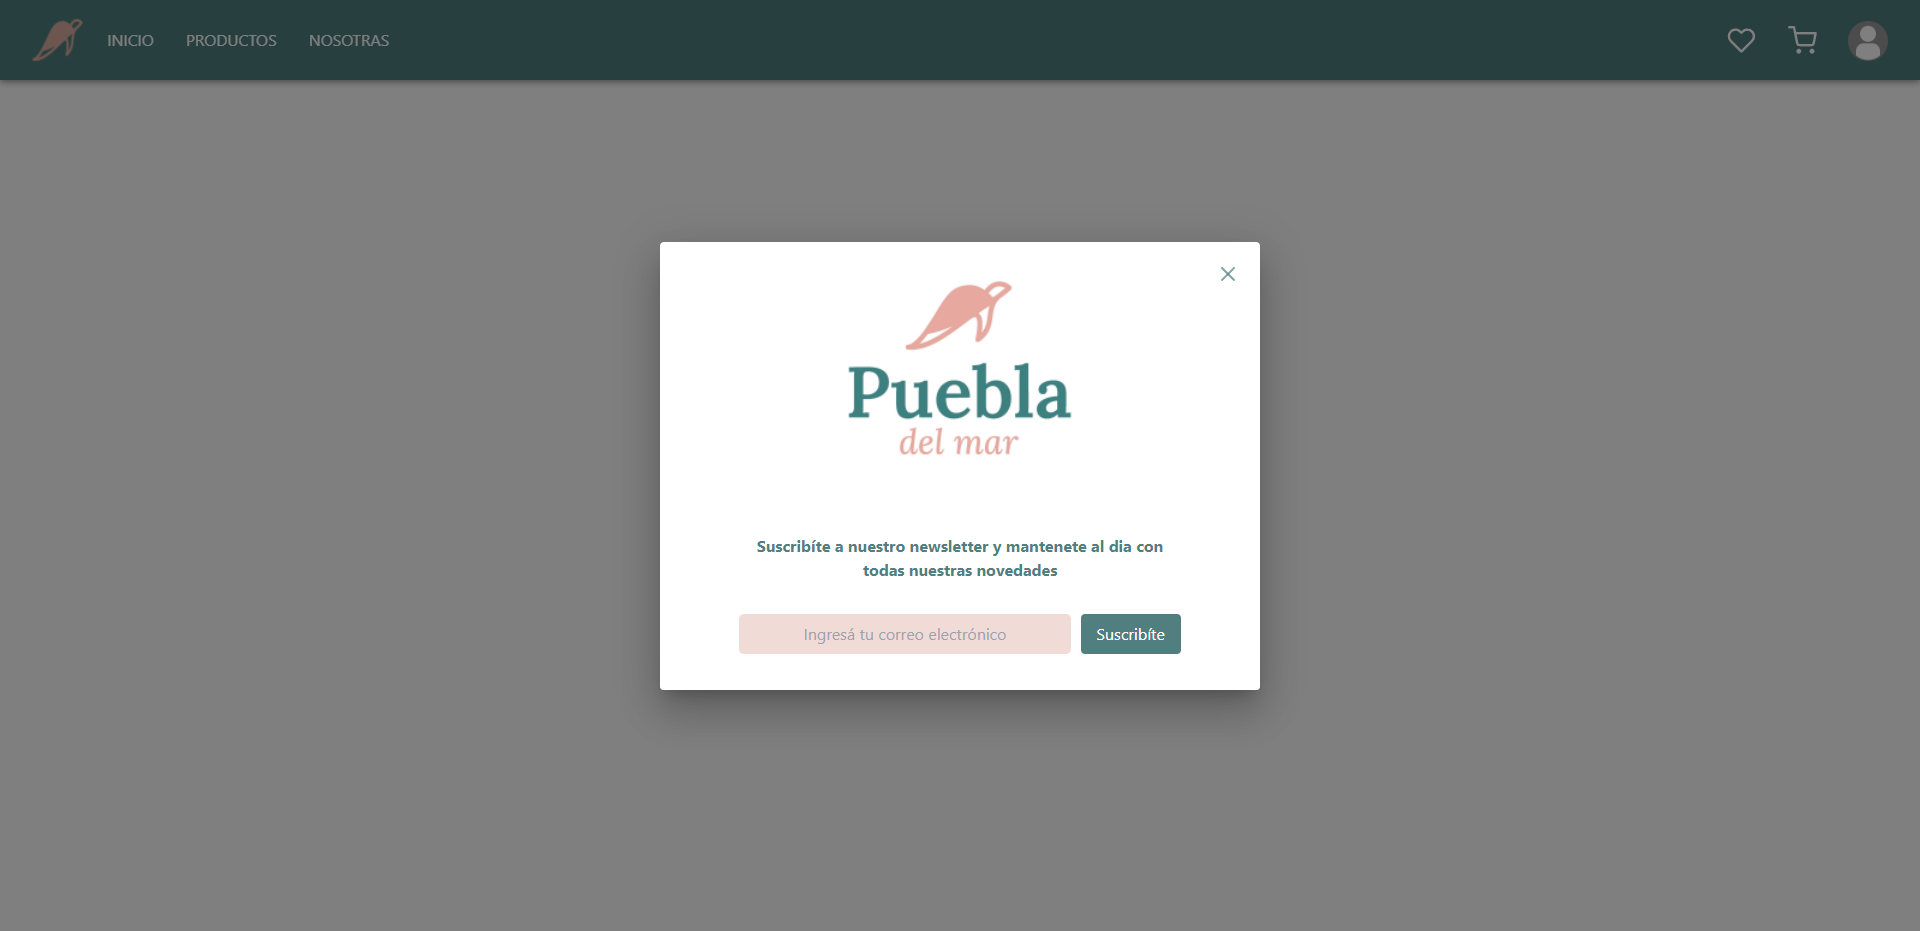 INICIO PRODUCTOS NOSOTRAS
Puebla
del mar
Suscribíte a nuestro newsletter y mantenete al dia con
todas nuestras novedades
Ingresá tu correo electrónico Suscribíte